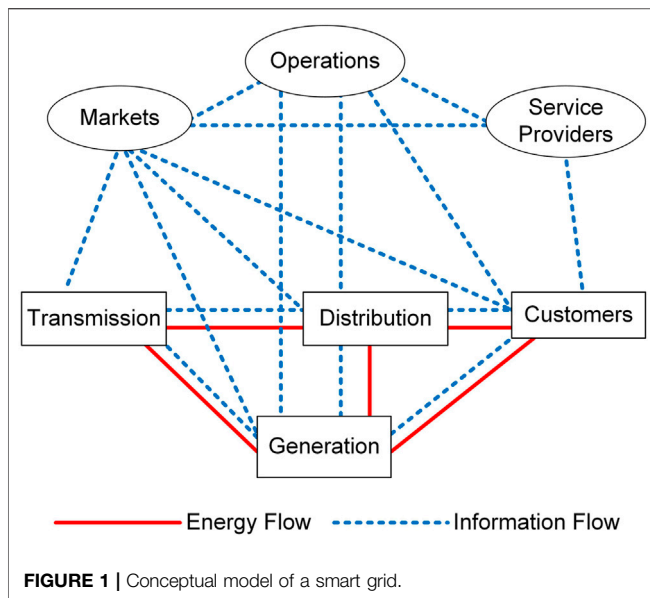 Operations
Markets
Service
Providers
Transmission
Distribution
Customers
Generation
Energy Flow
Information Flow
FIGURE 1 | Conceptual model of a smart grid.